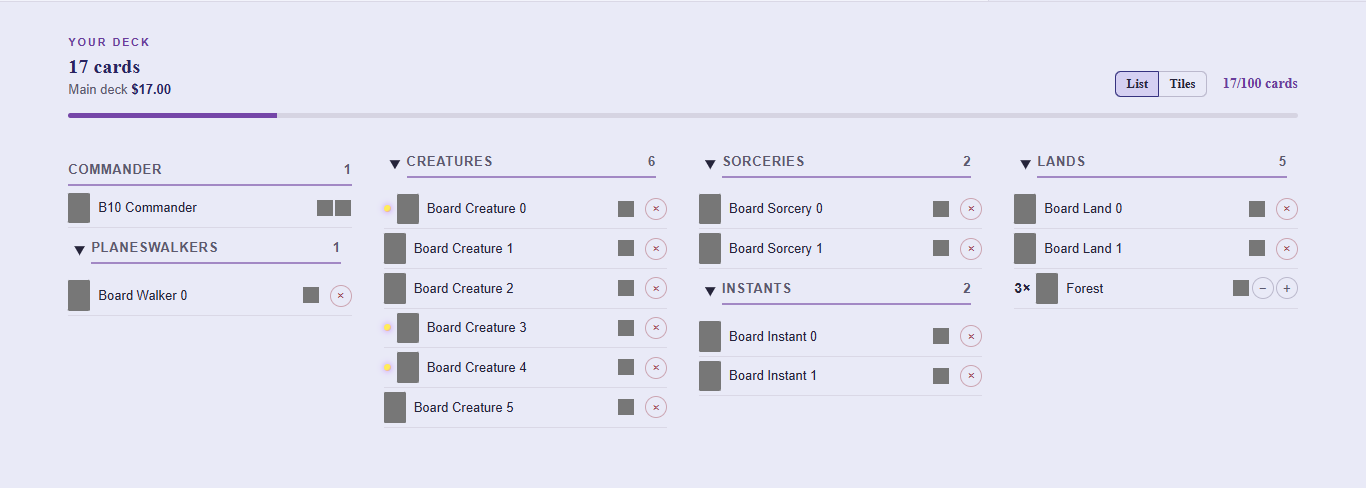 YOUR DECK
17 cards
Main deck $17.00
List Tiles 17/100 cards
COMMANDER 1
B10 Commander
PLANESWALKERS 1
Board Walker 0 ×
CREATURES 6
Board Creature 0 ×
Board Creature 1 ×
Board Creature 2 ×
Board Creature 3 ×
Board Creature 4 ×
Board Creature 5 ×
SORCERIES 2
Board Sorcery 0 ×
Board Sorcery 1 ×
INSTANTS 2
Board Instant 0 ×
Board Instant 1 ×
LANDS 5
Board Land 0 ×
Board Land 1 ×
3× Forest − +